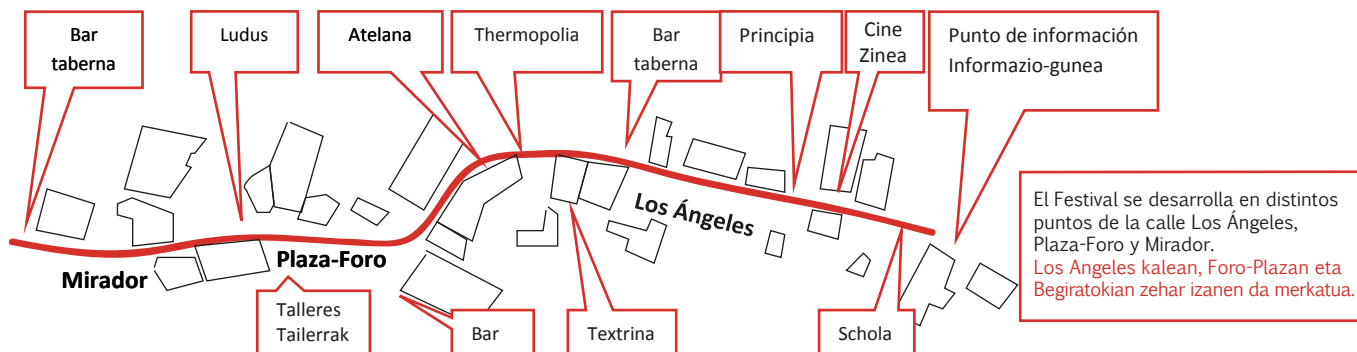 Bar
taberna
Ludus
Atelana
Thermopolia
Bar
taberna
Principia
Cine
Zinea
Punto de información
Informazio-gunea
Mirador
Plaza-Foro
Los Ángeles
Talleres
Tailerrak
Bar
Textrina
Schola
El Festival se desarrolla en distintos
puntos de la calle Los Ángeles,
Plaza-Foro y Mirador.
Los Angeles kalean, Foro-Plazan eta
Begiratokian zehar izanen da merkatua.